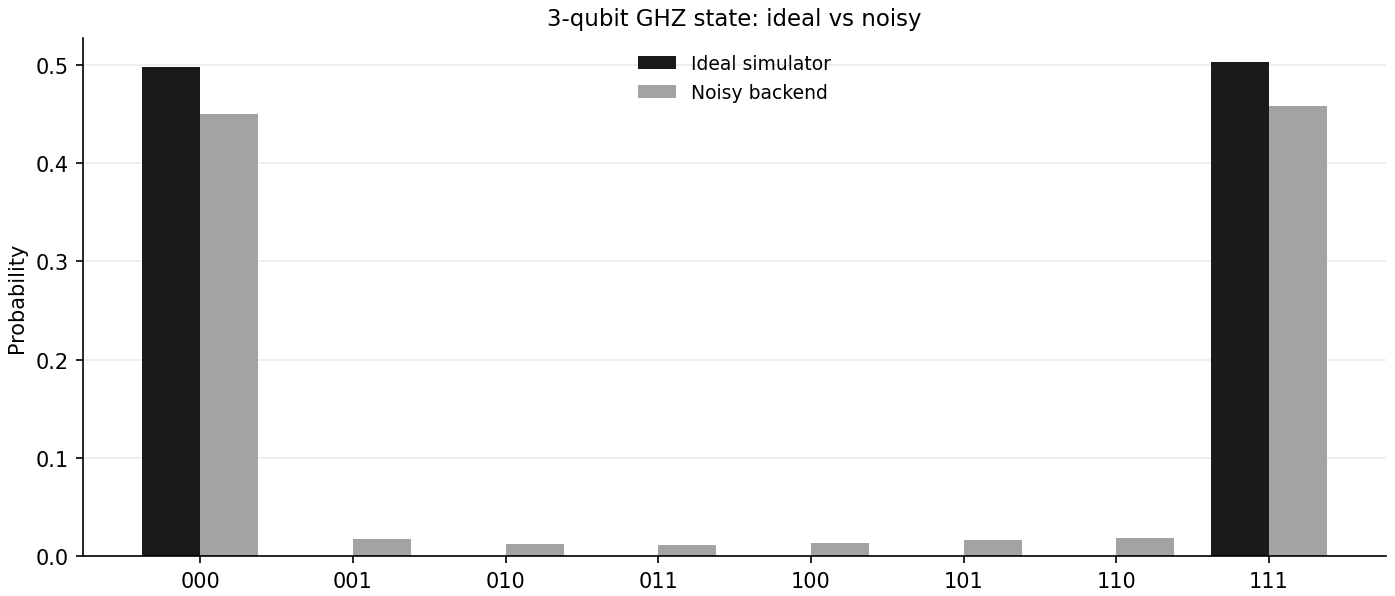 3-qubit GHZ state: ideal vs noisy
Ideal simulator
Noisy backend
Probability
0.5
0.4
0.3
0.2
0.1
0.0
000 001 010 011 100 101 110 111